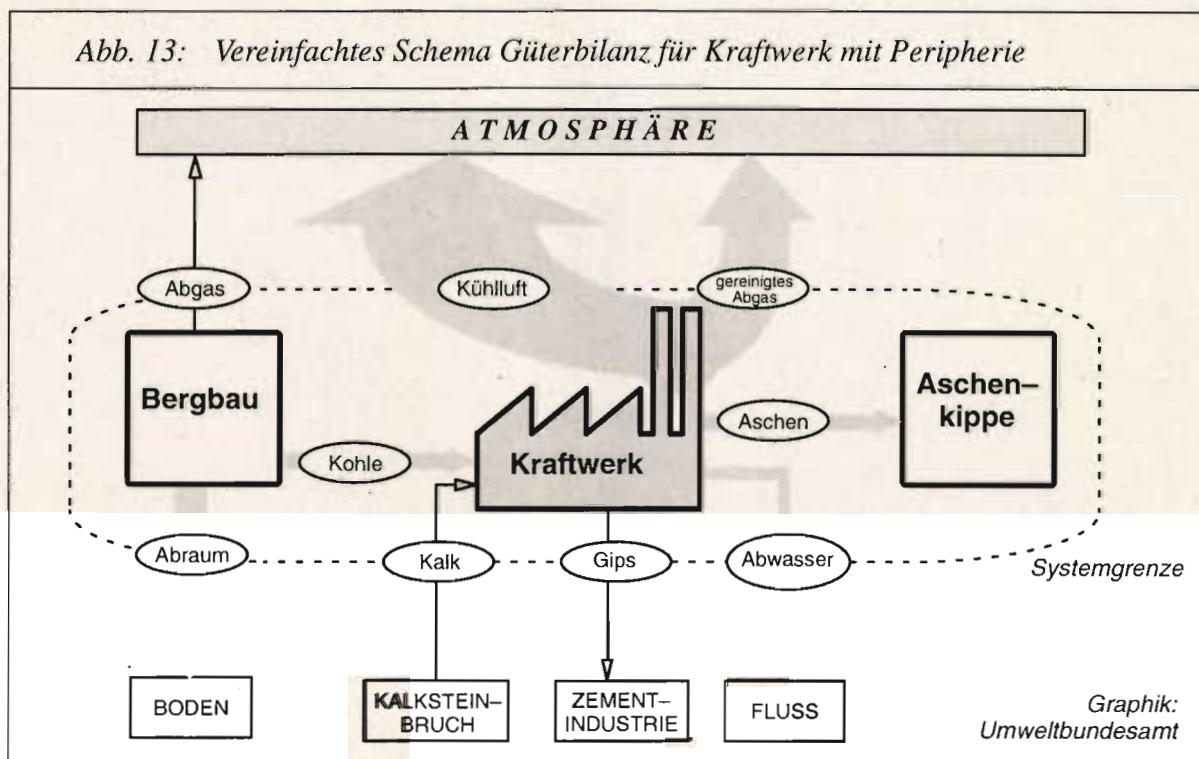 Abb. 13: Vereinfachtes Schema Güterbilanz für Kraftwerk mit Peripherie
ATMOSPHÄRE
Abgas
Kühlluft
gereinigtes
Abgas
Bergbau
Kraftwerk
Aschen–
kippe
Kohle
Aschen
Abraum
Kalk
Gips
Abwasser
Systemgrenze
BODEN
KALKSTEIN–
BRUCH
ZEMENT–
INDUSTRIE
FLUSS
Graphik:
Umweltbundesamt